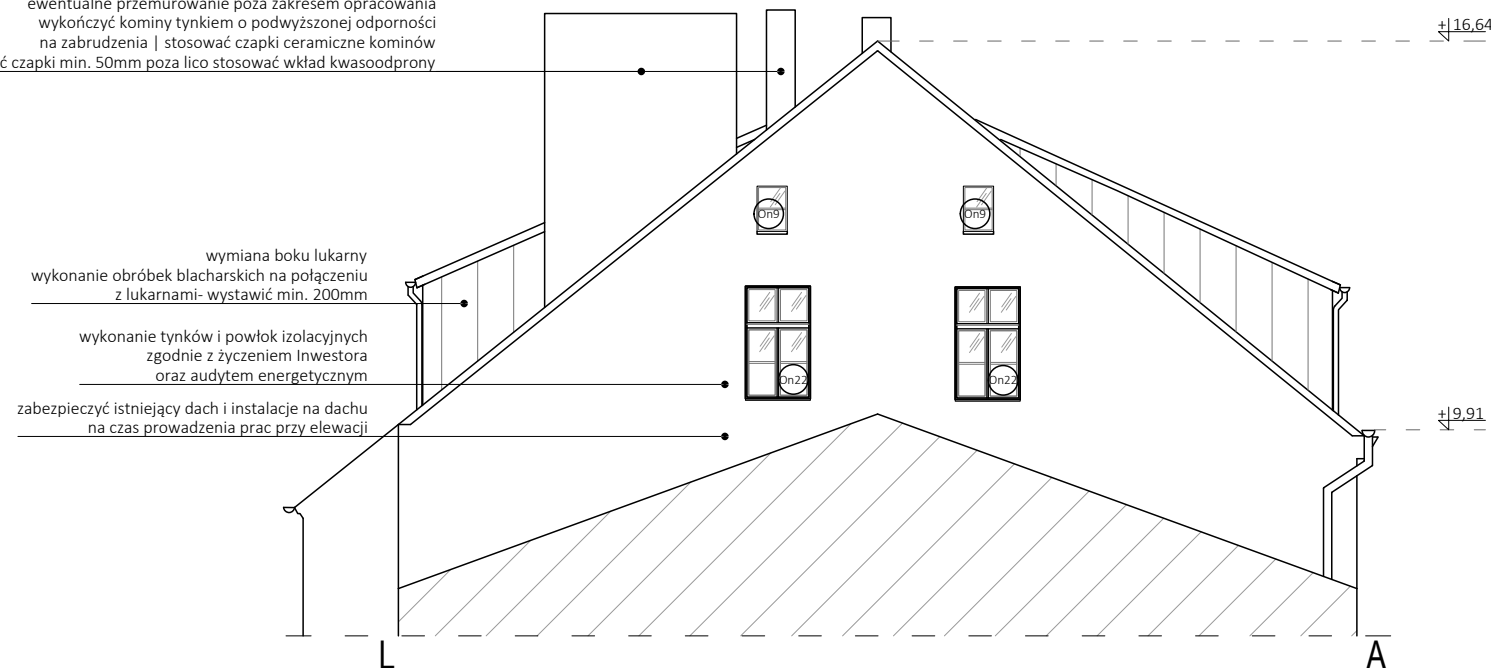 ewentualne przemurowanie poza zakresem opracowania
wykończyć kominy tynkiem o podwyższonej odporności
na zabrudzenia | stosować czapki ceramiczne kominów
czapki min. 50mm poza lico stosować wkład kwasoodprony
+16,64
On9
On9
wymiana boku lukarny
wykonanie obróbek blacharskich na połączeniu
z lukarnami- wystawić min. 200mm
wykonanie tynków i powłok izolacyjnych
zgodnie z życzeniem Inwestora
oraz audytem energetycznym
On22
On22
zabezpieczyć istniejący dach i instalacje na dachu
na czas prowadzenia prac przy elewacji
+9,91
L
A